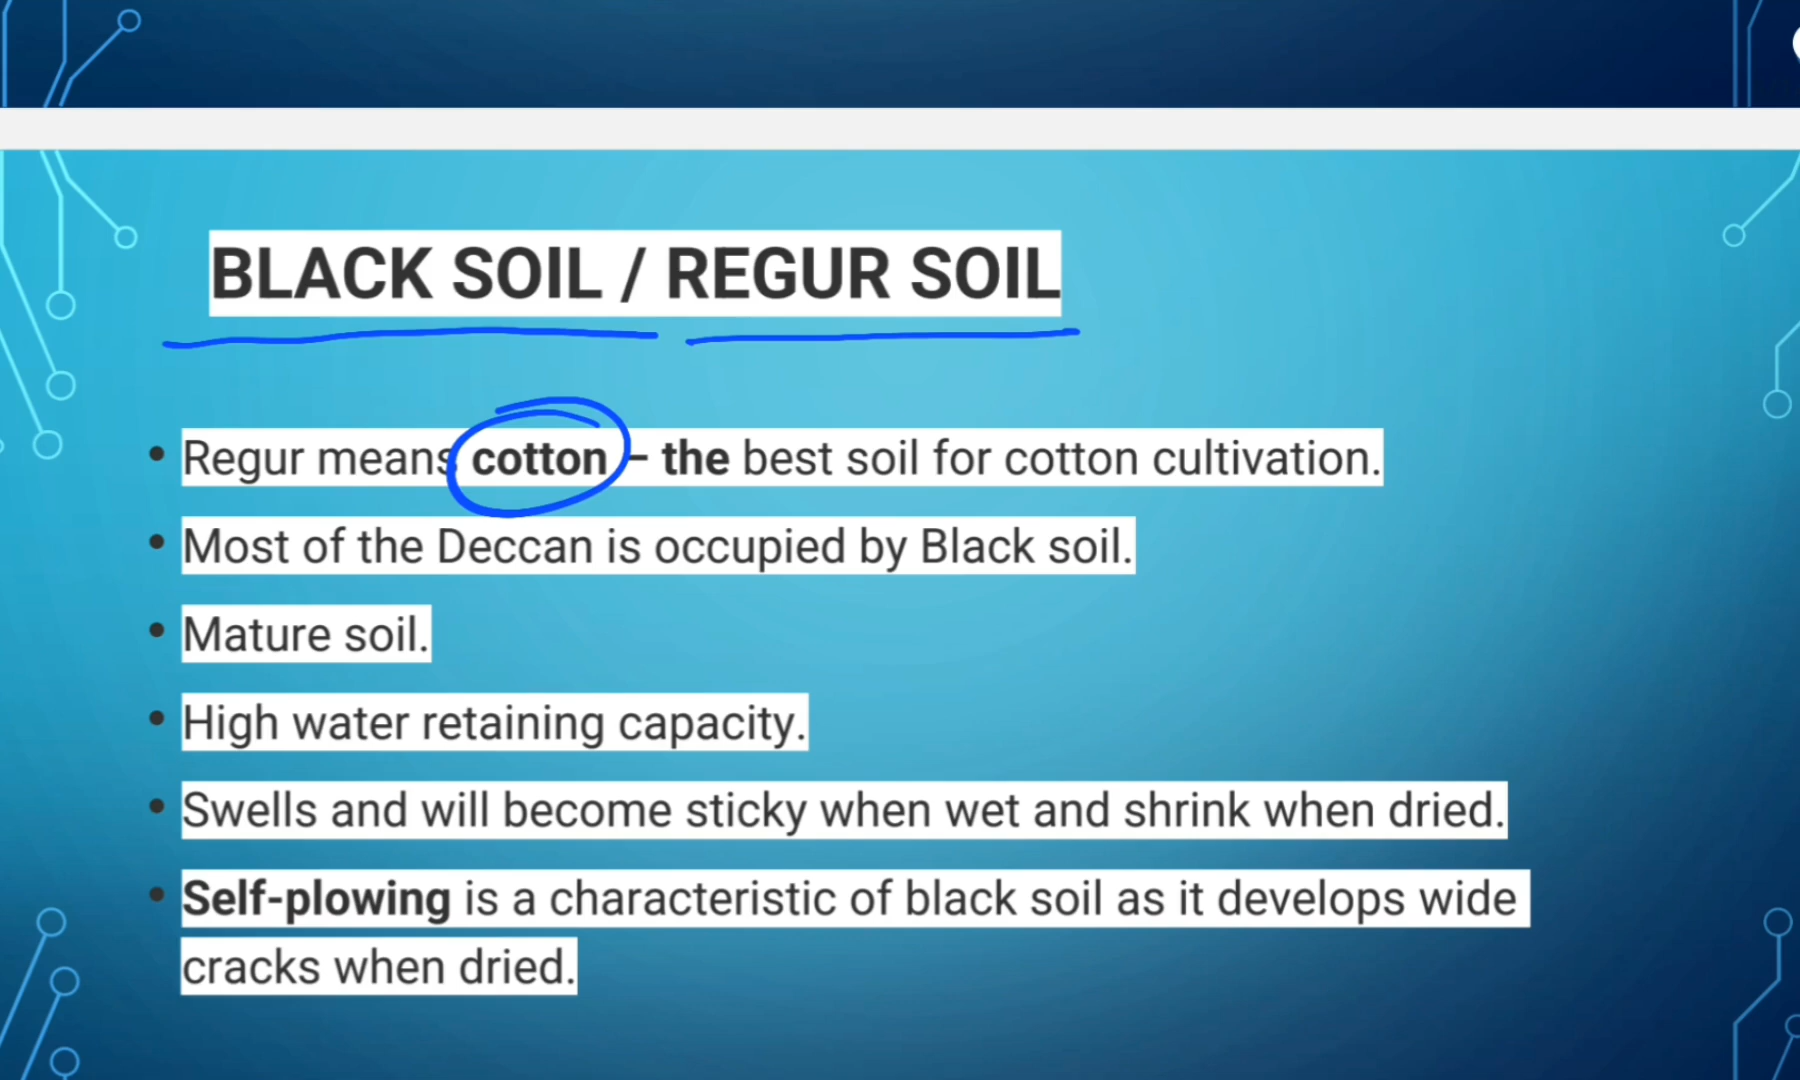 BLACK SOIL / REGUR SOIL
• Regur means cotton – the best soil for cotton cultivation.
• Most of the Deccan is occupied by Black soil.
• Mature soil.
• High water retaining capacity.
• Swells and will become sticky when wet and shrink when dried.
• Self-plowing is a characteristic of black soil as it develops wide
cracks when dried.